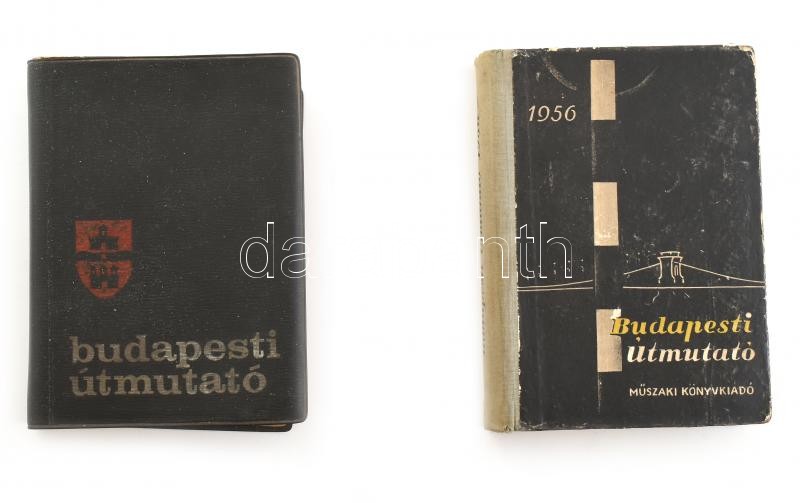 budapesti
útmutató
1956
Budapesti
Útmutató
MŰSZAKI KÖNYVKIADÓ